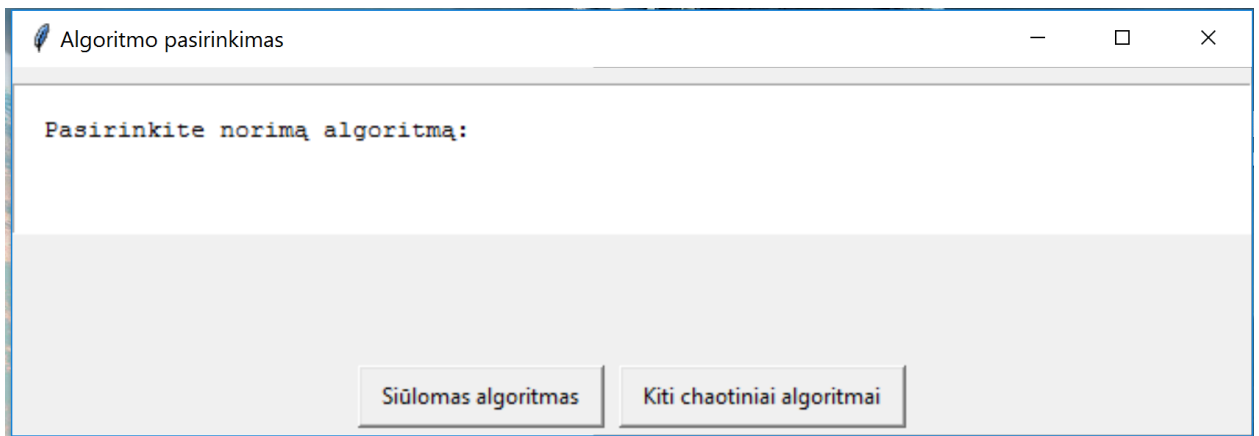 Algoritmo pasirinkimas
Pasirinkite norimą algoritmą:
Siūlomas algoritmas
Kiti chaotiniai algoritmai